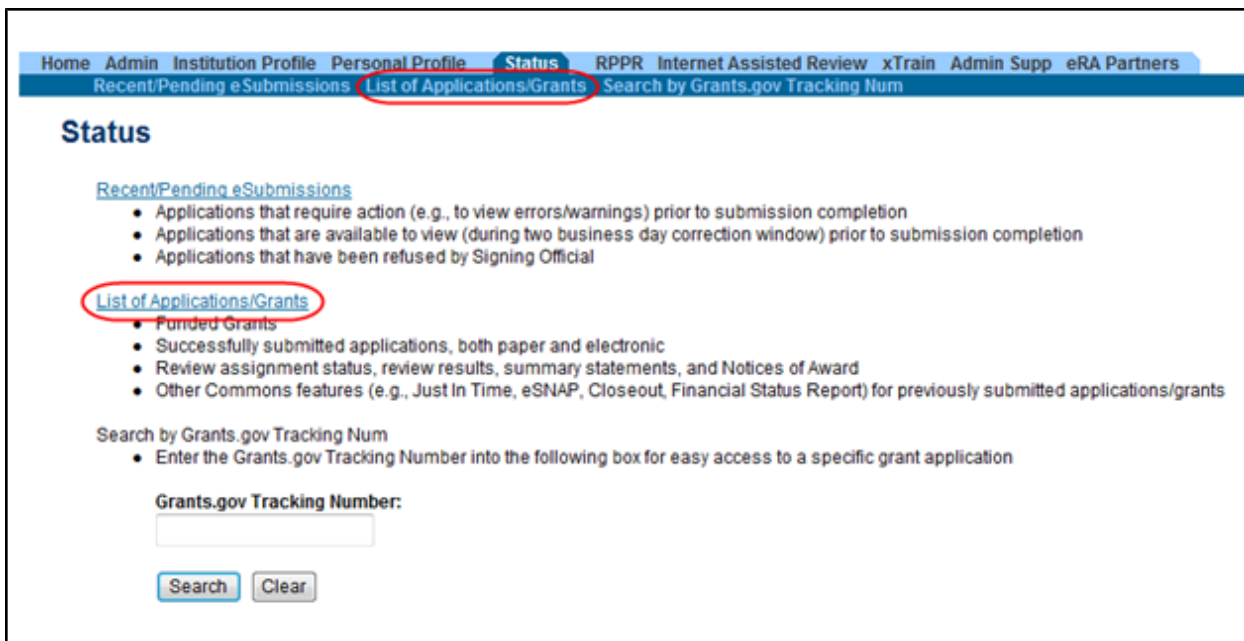 Home Admin Institution Profile Personal Profile Status RPPR Internet Assisted Review xTrain Admin Supp eRA Partners
Recent/Pending eSubmissions List of Applications/Grants Search by Grants.gov Tracking Num
Status
Recent/Pending eSubmissions
• Applications that require action (e.g., to view errors/warnings) prior to submission completion
• Applications that are available to view (during two business day correction window) prior to submission completion
• Applications that have been refused by Signing Official
List of Applications/Grants
• Funded Grants
• Successfully submitted applications, both paper and electronic
• Review assignment status, review results, summary statements, and Notices of Award
• Other Commons features (e.g., Just In Time, eSNAP, Closeout, Financial Status Report) for previously submitted applications/grants
Search by Grants.gov Tracking Num
• Enter the Grants.gov Tracking Number into the following box for easy access to a specific grant application
Grants.gov Tracking Number:
Search Clear